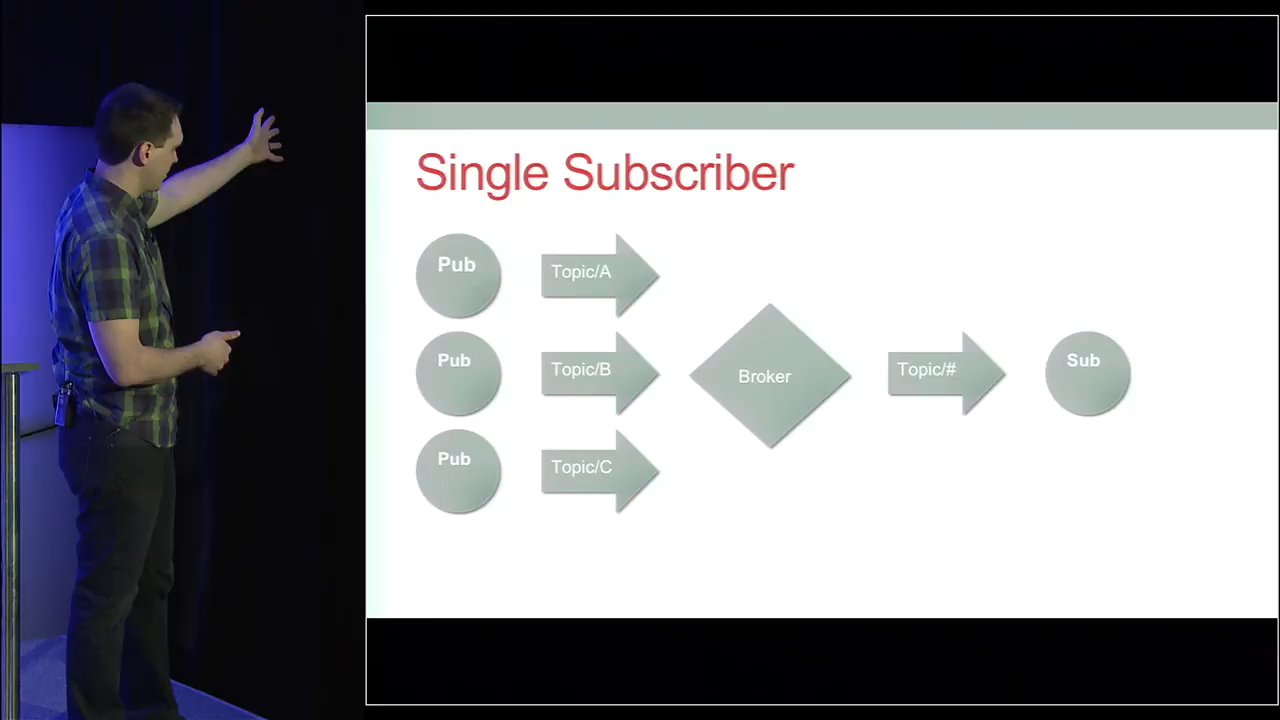 Single Subscriber
Pub
Topic/A
Pub
Topic/B
Broker
Topic/#
Sub
Pub
Topic/C